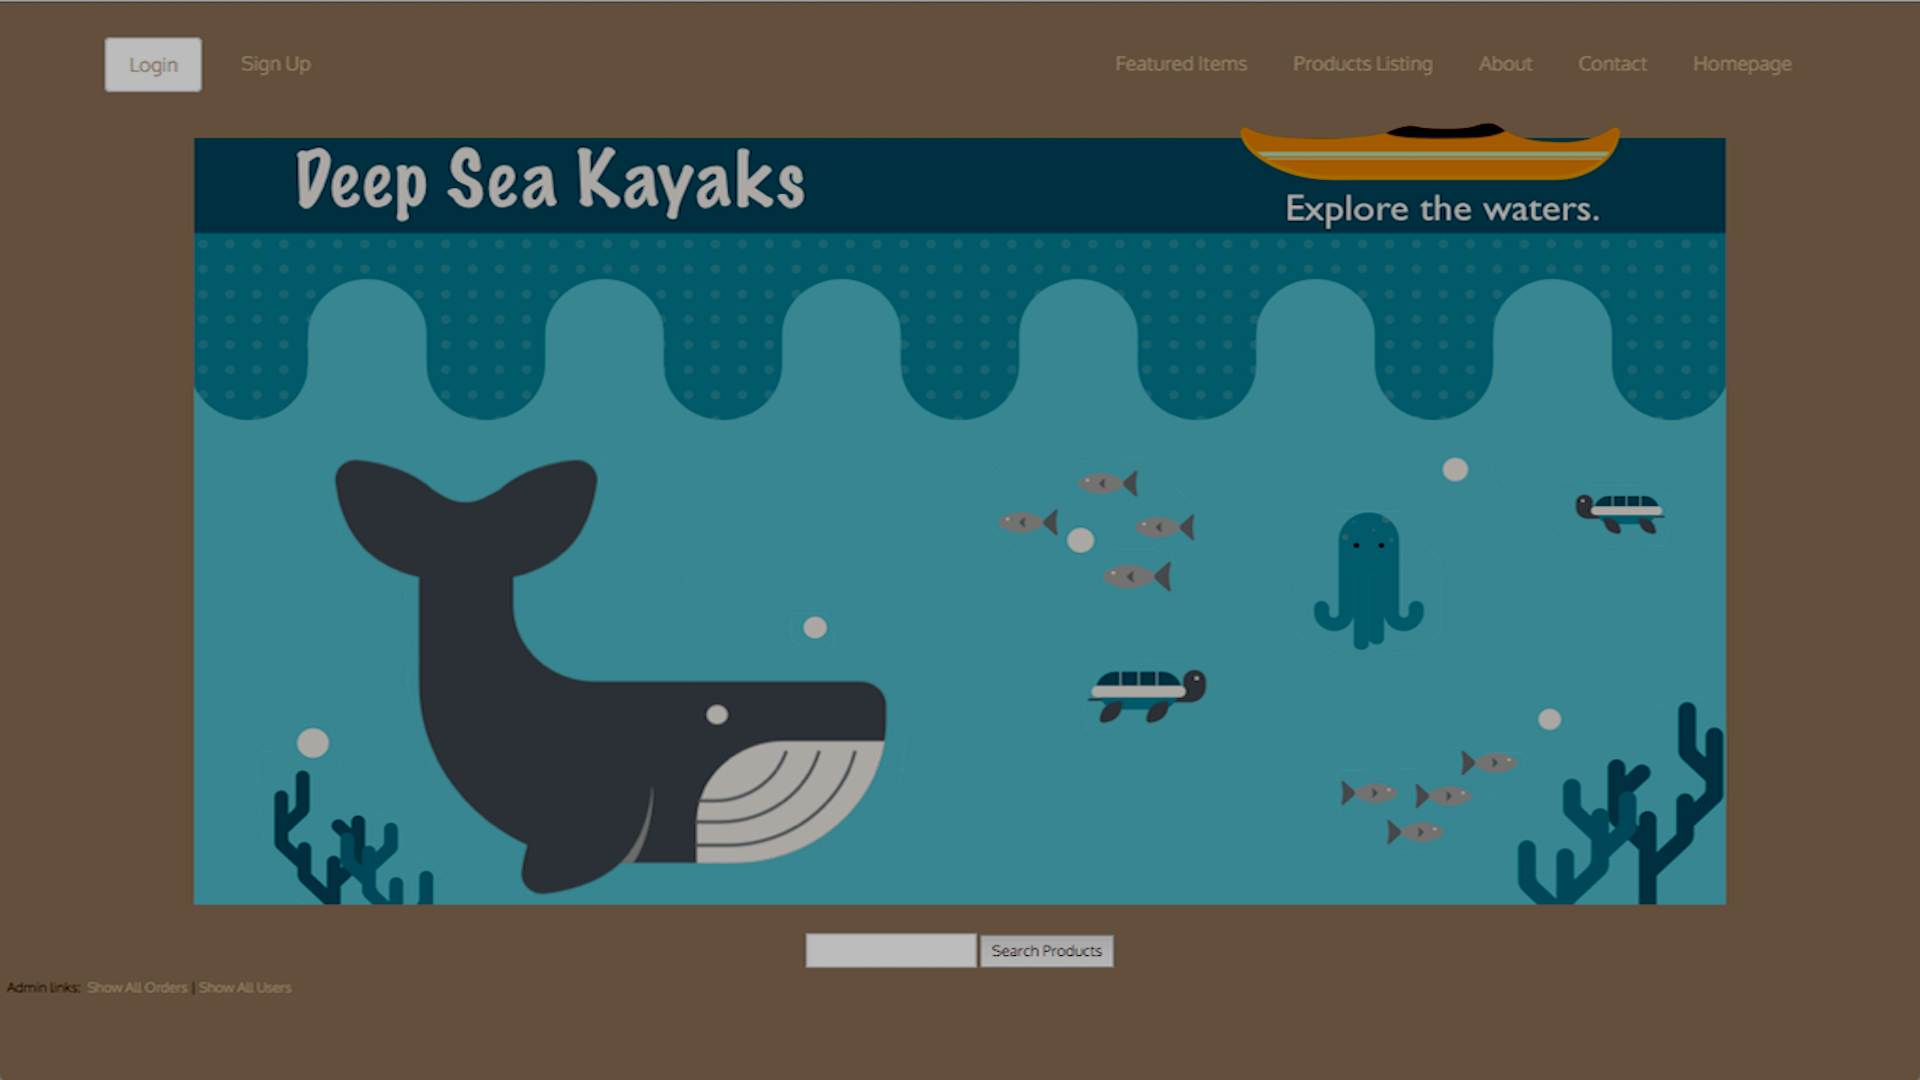 Login Sign Up Featured Items Products Listing About Contact Homepage
Deep Sea Kayaks
Explore the waters.
Search Products
Admin links: Show All Orders | Show All Users